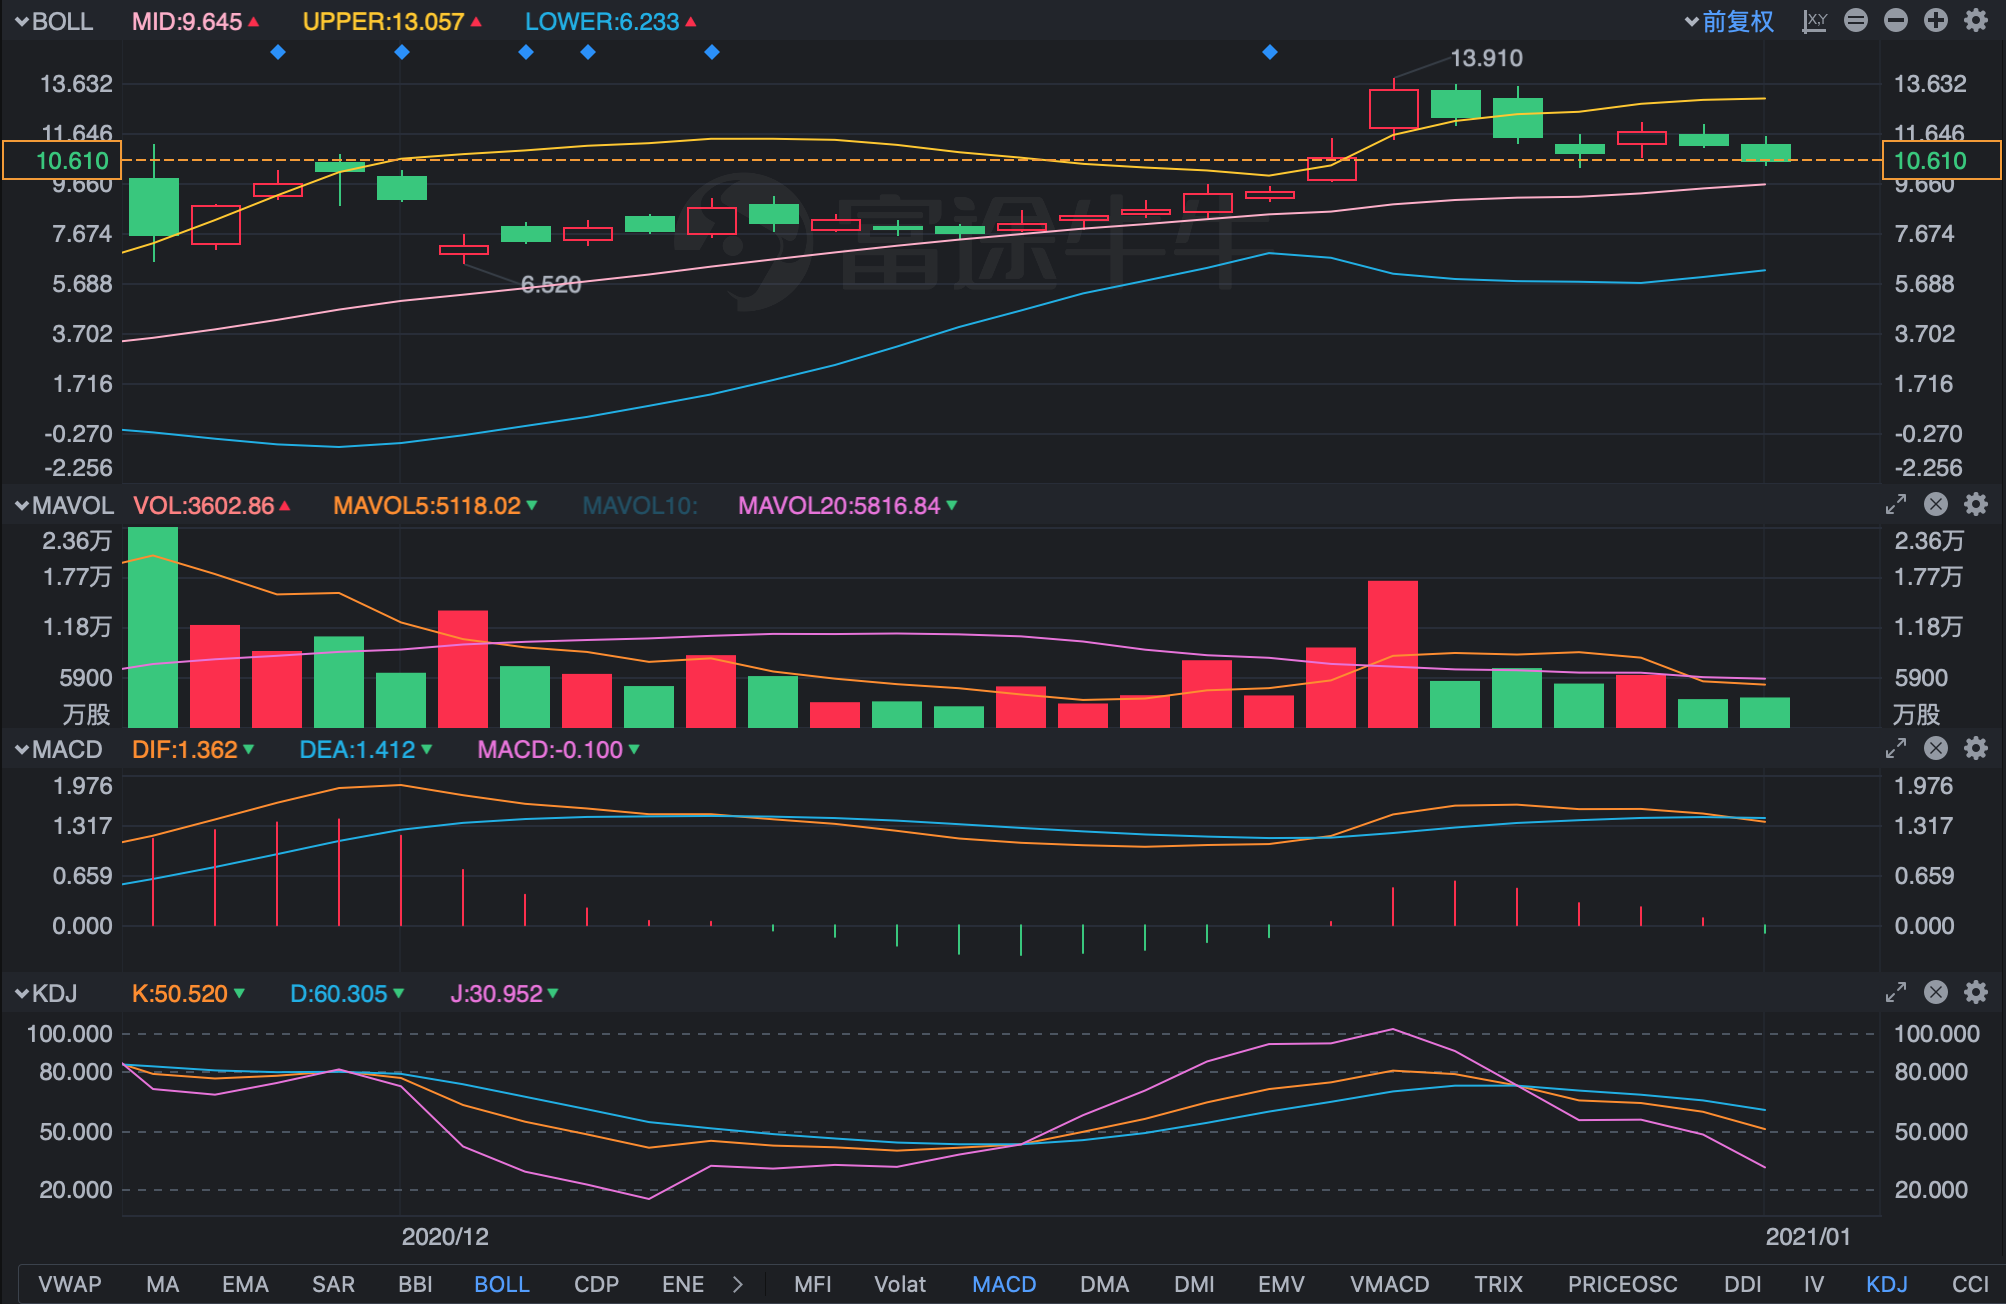 BOLL MID:9.645 UPPER:13.057 LOWER:6.233 前复权 X,Y
13.910
13.632 13.632
11.646 11.646
10.610 10.610
9.660 9.660
富途牛牛
7.674 7.674
6.520
5.688 5.688
3.702 3.702
1.716 1.716
-0.270 -0.270
-2.256 -2.256
MAVOL VOL:3602.86 MAVOL5:5118.02 MAVOL10: MAVOL20:5816.84
2.36万 2.36万
1.77万 1.77万
1.18万 1.18万
5900 5900
万股 万股
MACD DIF:1.362 DEA:1.412 MACD:-0.100
1.976 1.976
1.317 1.317
0.659 0.659
0.000 0.000
KDJ K:50.520 D:60.305 J:30.952
100.000 100.000
80.000 80.000
50.000 50.000
20.000 20.000
2020/12 2021/01
VWAP MA EMA SAR BBI BOLL CDP ENE MFI Volat MACD DMA DMI EMV VMACD TRIX PRICEOSC DDI IV KDJ CCI